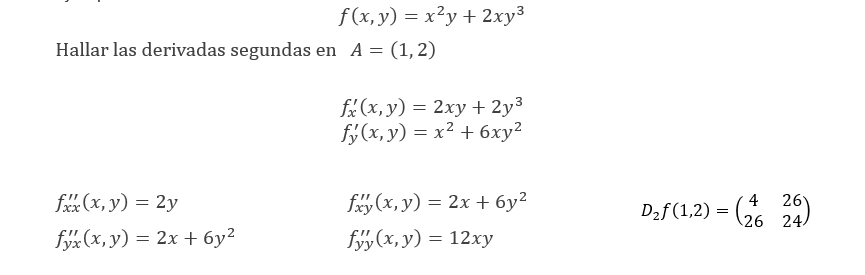 f(x, y) = x²y + 2xy³
Hallar las derivadas segundas en A = (1, 2)
f′ₓ(x, y) = 2xy + 2y³
f′ᵧ(x, y) = x² + 6xy²
f″ₓₓ(x, y) = 2y f″ₓᵧ(x, y) = 2x + 6y² D₂f(1,2) = (4 26
f″ᵧₓ(x, y) = 2x + 6y² f″ᵧᵧ(x, y) = 12xy 26 24)